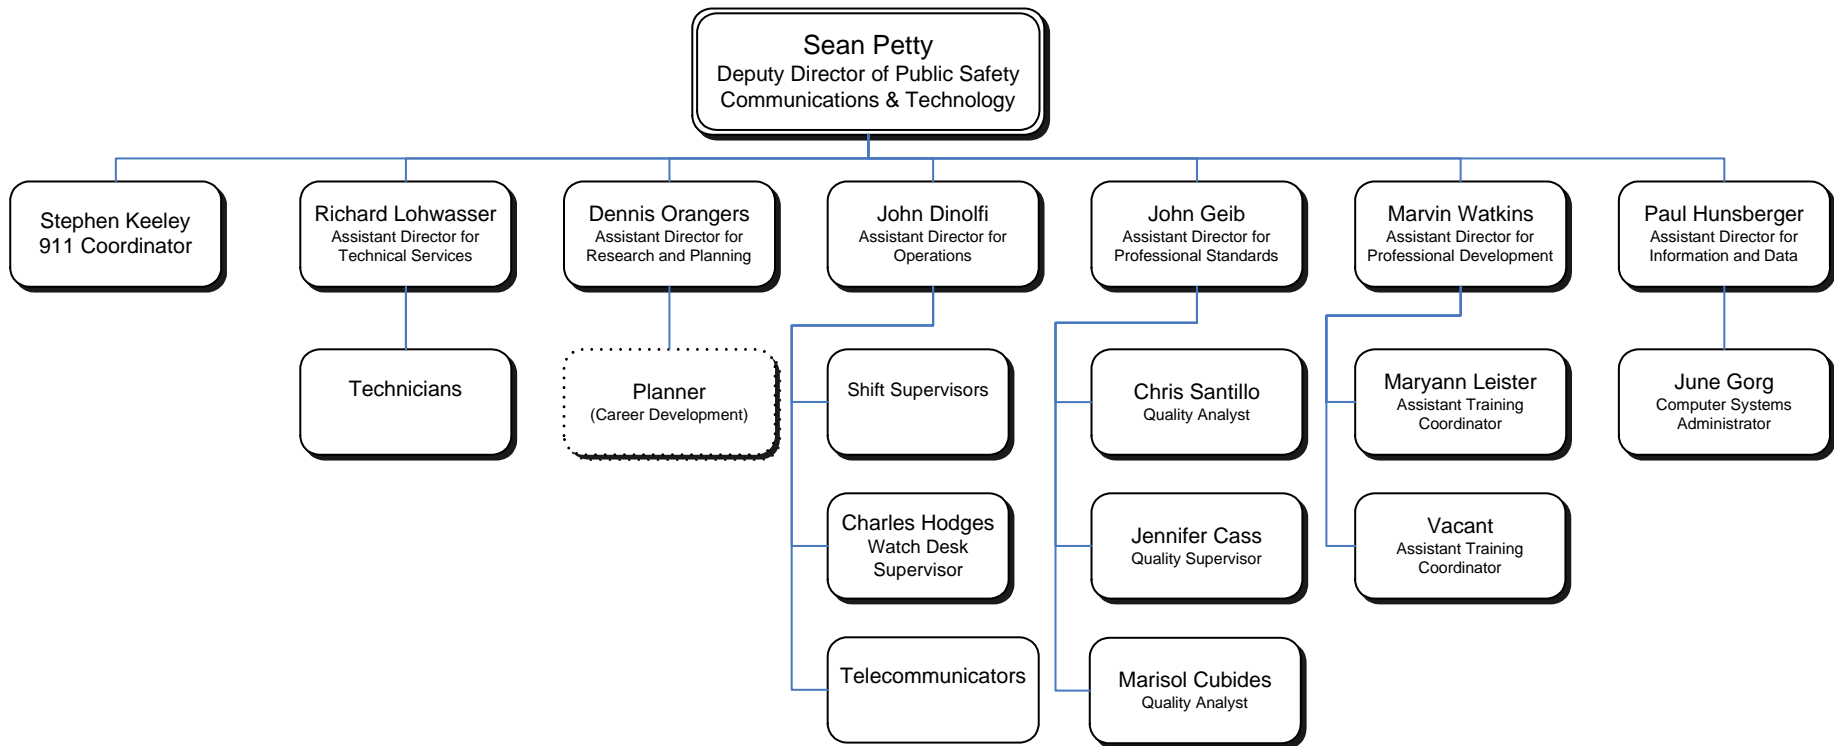 Sean Petty
Deputy Director of Public Safety
Communications & Technology
Stephen Keeley
911 Coordinator
Richard Lohwasser
Assistant Director for
Technical Services
Dennis Orangers
Assistant Director for
Research and Planning
John Dinolfi
Assistant Director for
Operations
John Geib
Assistant Director for
Professional Standards
Marvin Watkins
Assistant Director for
Professional Development
Paul Hunsberger
Assistant Director for
Information and Data
Technicians
Planner
(Career Development)
Shift Supervisors
Chris Santillo
Quality Analyst
Maryann Leister
Assistant Training
Coordinator
June Gorg
Computer Systems
Administrator
Charles Hodges
Watch Desk
Supervisor
Jennifer Cass
Quality Supervisor
Vacant
Assistant Training
Coordinator
Telecommunicators
Marisol Cubides
Quality Analyst